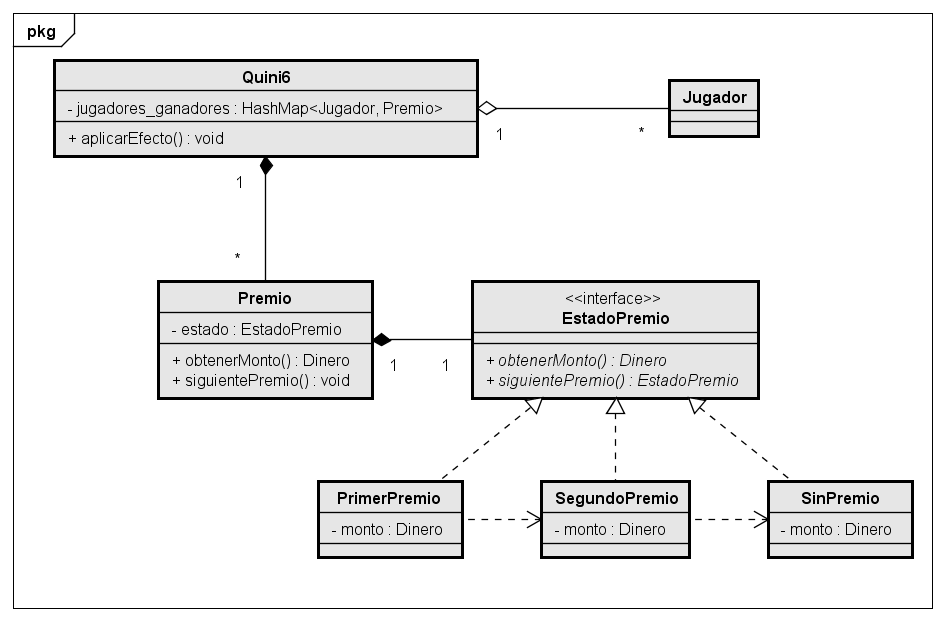 pkg
Quini6
- jugadores_ganadores : HashMap<Jugador, Premio>
+ aplicarEfecto() : void
Jugador
1
*
1
*
Premio
- estado : EstadoPremio
+ obtenerMonto() : Dinero
+ siguientePremio() : void
1
1
<<interface>>
EstadoPremio
+ obtenerMonto() : Dinero
+ siguientePremio() : EstadoPremio
PrimerPremio
- monto : Dinero
SegundoPremio
- monto : Dinero
SinPremio
- monto : Dinero